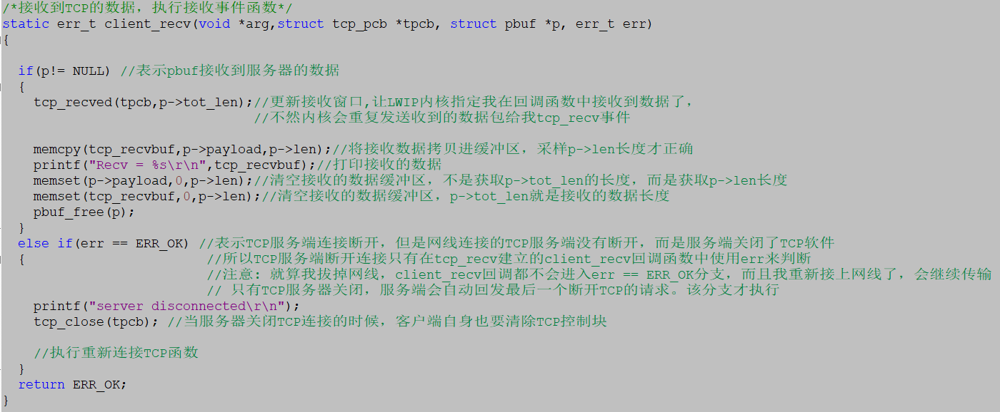 /*接收到TCP的数据，执行接收事件函数*/
static err_t client_recv(void *arg,struct tcp_pcb *tpcb, struct pbuf *p, err_t err)
{
if(p!= NULL) //表示pbuf接收到服务器的数据
{
tcp_recved(tpcb,p->tot_len);//更新接收窗口,让LWIP内核指定我在回调函数中接收到数据了，
//不然内核会重复发送收到的数据包给我tcp_recv事件
memcpy(tcp_recvbuf,p->payload,p->len);//将接收数据拷贝进缓冲区，采样p->len长度才正确
printf("Recv = %s\r\n",tcp_recvbuf);//打印接收的数据
memset(p->payload,0,p->len);//清空接收的数据缓冲区，不是获取p->tot_len的长度，而是获取p->len长度
memset(tcp_recvbuf,0,p->len);//清空接收的数据缓冲区，p->tot_len就是接收的数据长度
pbuf_free(p);
}
else if(err == ERR_OK) //表示TCP服务端连接断开，但是网线连接的TCP服务端没有断开，而是服务端关闭了TCP软件
{ //所以TCP服务端断开连接只有在tcp_recv建立的client_recv回调函数中使用err来判断
//注意: 就算我拔掉网线，client_recv回调都不会进入err == ERR_OK分支，而且我重新接上网线了，会继续传输
// 只有TCP服务器关闭，服务端会自动回发最后一个断开TCP的请求。该分支才执行
printf("server disconnected\r\n");
tcp_close(tpcb); //当服务器关闭TCP连接的时候，客户端自身也要清除TCP控制块
//执行重新连接TCP函数
}
return ERR_OK;
}